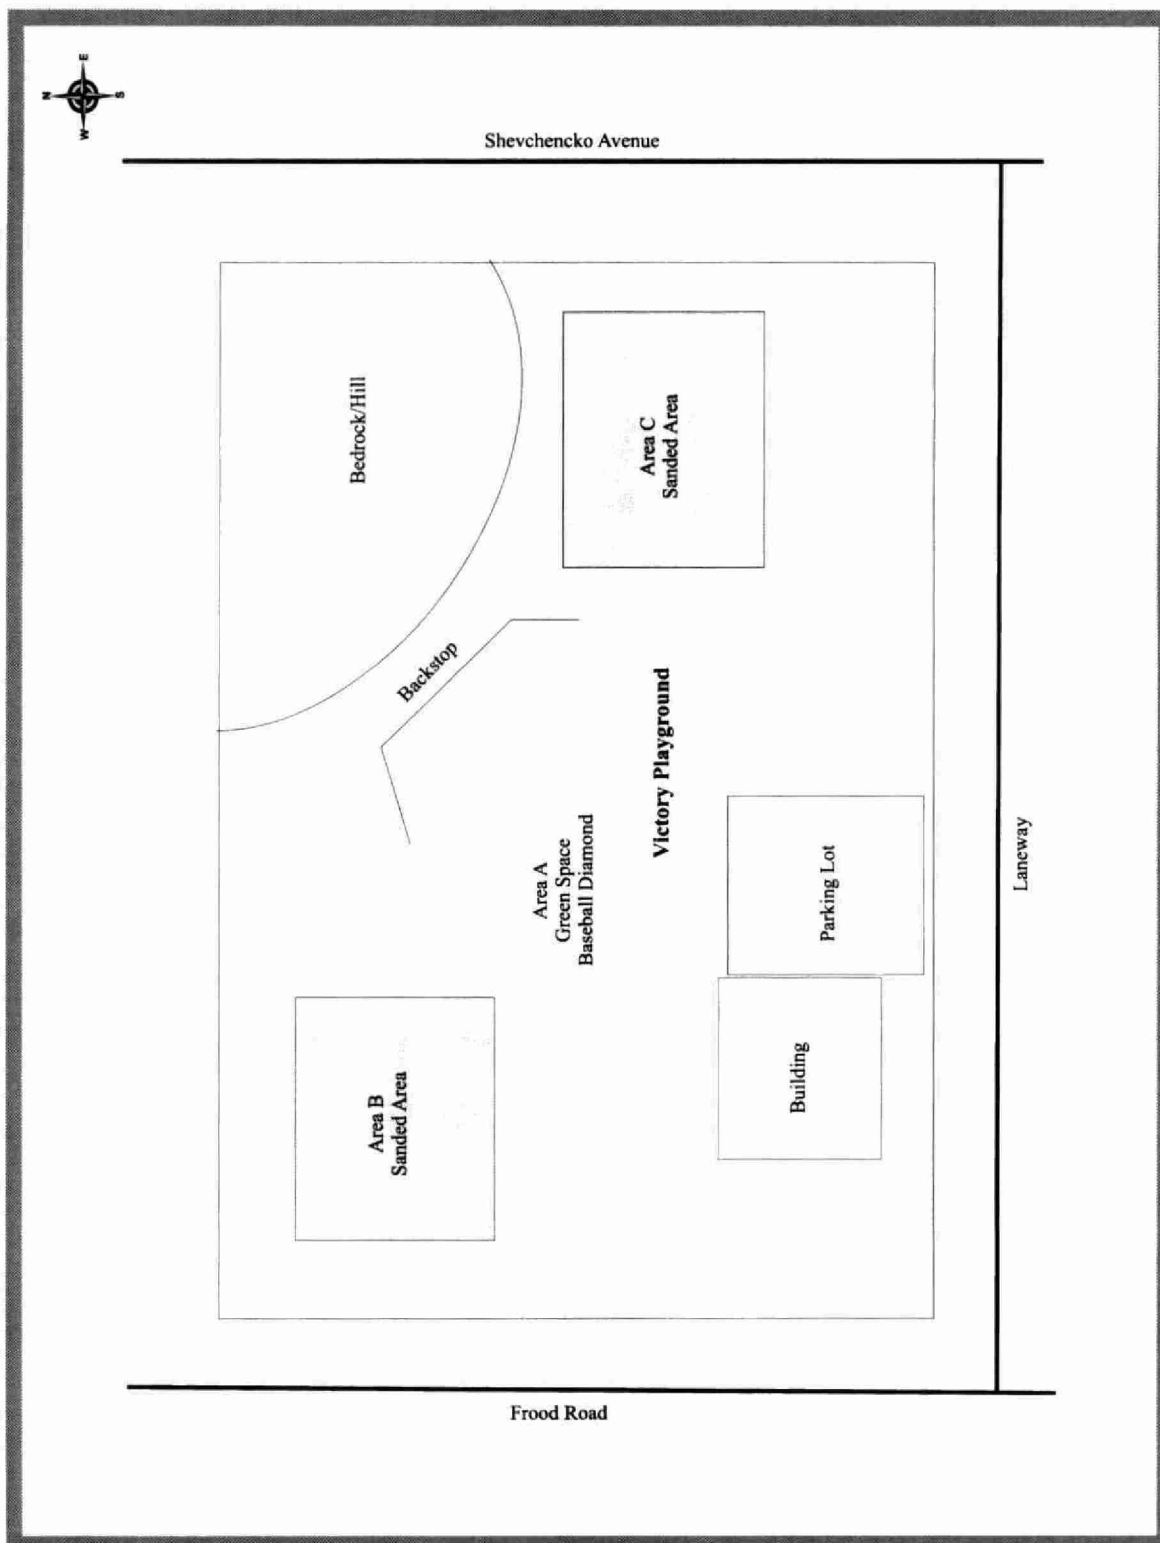 N
E
S
W
Shevchencko Avenue
Bedrock/Hill
Area C
Sanded Area
Backstop
Victory Playground
Area A
Green Space
Baseball Diamond
Parking Lot
Laneway
Area B
Sanded Area
Building
Frood Road